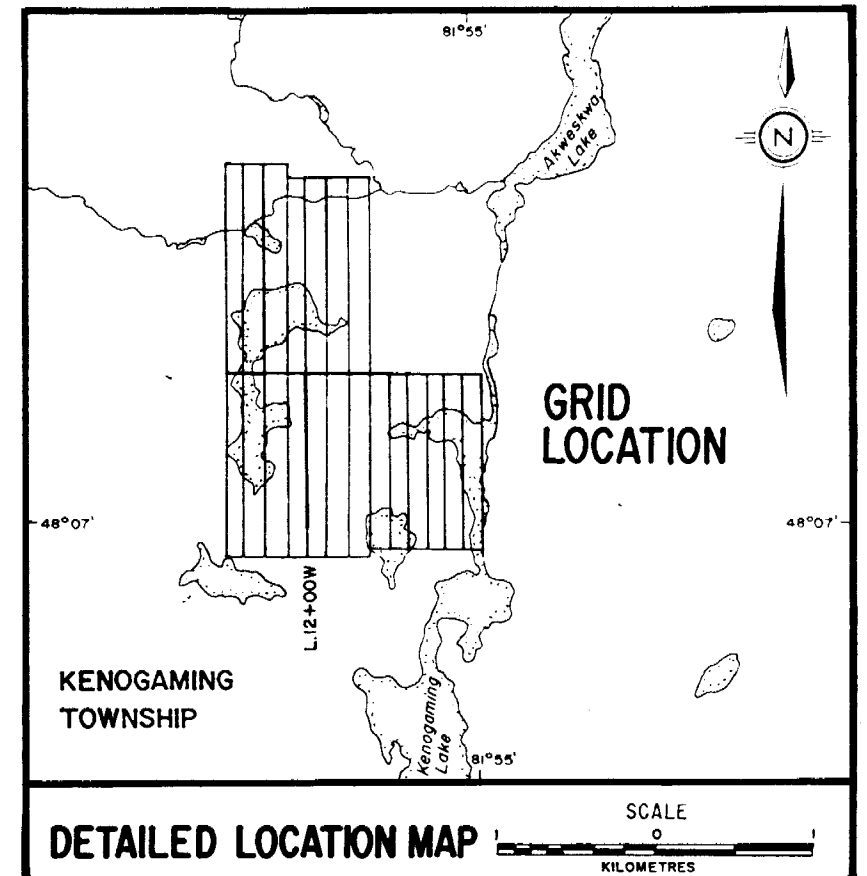 81°55'
Akweskwa
Lake
N
GRID
LOCATION
48°07'
48°07'
L.12+00W
KENOGAMING
TOWNSHIP
Kenogaming
Lake
81°55'
DETAILED LOCATION MAP
SCALE
1 0 1
KILOMETRES